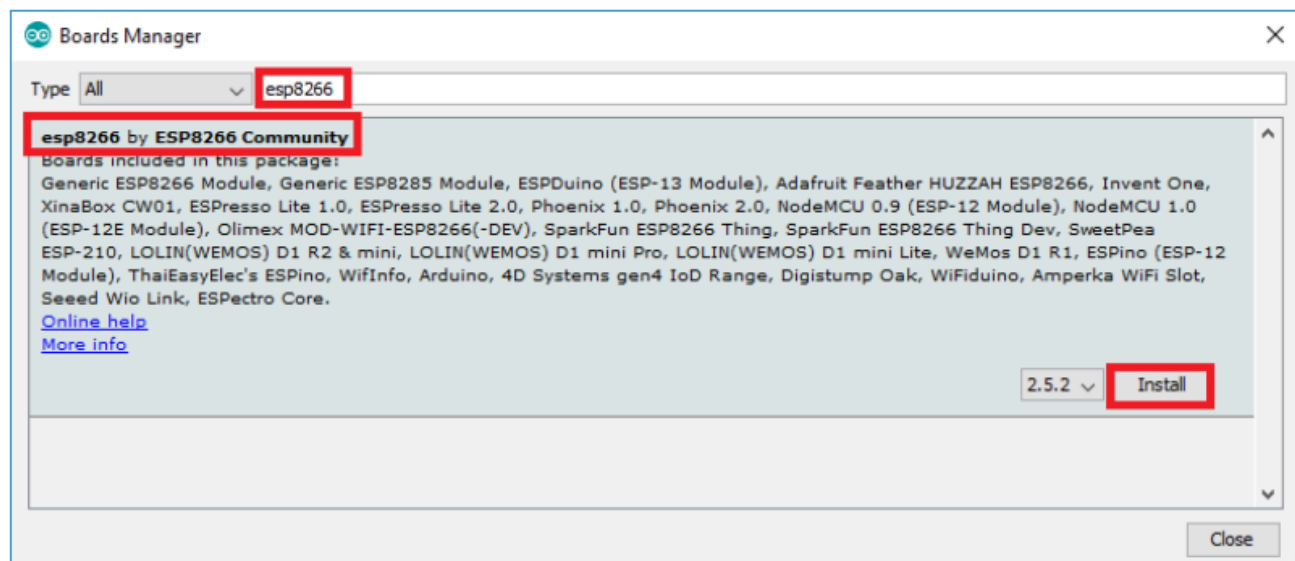 Boards Manager
Type All esp8266
esp8266 by ESP8266 Community
Boards included in this package:
Generic ESP8266 Module, Generic ESP8285 Module, ESPDuino (ESP-13 Module), Adafruit Feather HUZZAH ESP8266, Invent One,
XinaBox CW01, ESPresso Lite 1.0, ESPresso Lite 2.0, Phoenix 1.0, Phoenix 2.0, NodeMCU 0.9 (ESP-12 Module), NodeMCU 1.0
(ESP-12E Module), Olimex MOD-WIFI-ESP8266(-DEV), SparkFun ESP8266 Thing, SparkFun ESP8266 Thing Dev, SweetPea
ESP-210, LOLIN(WEMOS) D1 R2 & mini, LOLIN(WEMOS) D1 mini Pro, LOLIN(WEMOS) D1 mini Lite, WeMos D1 R1, ESPino (ESP-12
Module), ThaiEasyElec's ESPino, WifInfo, Arduino, 4D Systems gen4 IoD Range, Digistump Oak, WiFiduino, Amperka WiFi Slot,
Seeed Wio Link, ESPectro Core.
Online help
More info
2.5.2 Install
Close